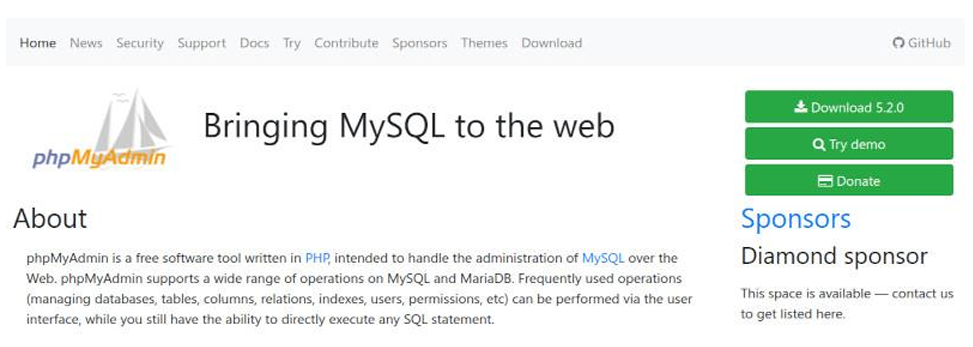 Home News Security Support Docs Try Contribute Sponsors Themes Download GitHub
phpMyAdmin
Bringing MySQL to the web
Download 5.2.0
Try demo
Donate
About
phpMyAdmin is a free software tool written in PHP, intended to handle the administration of MySQL over the
Web. phpMyAdmin supports a wide range of operations on MySQL and MariaDB. Frequently used operations
(managing databases, tables, columns, relations, indexes, users, permissions, etc) can be performed via the user
interface, while you still have the ability to directly execute any SQL statement.
Sponsors
Diamond sponsor
This space is available — contact us
to get listed here.